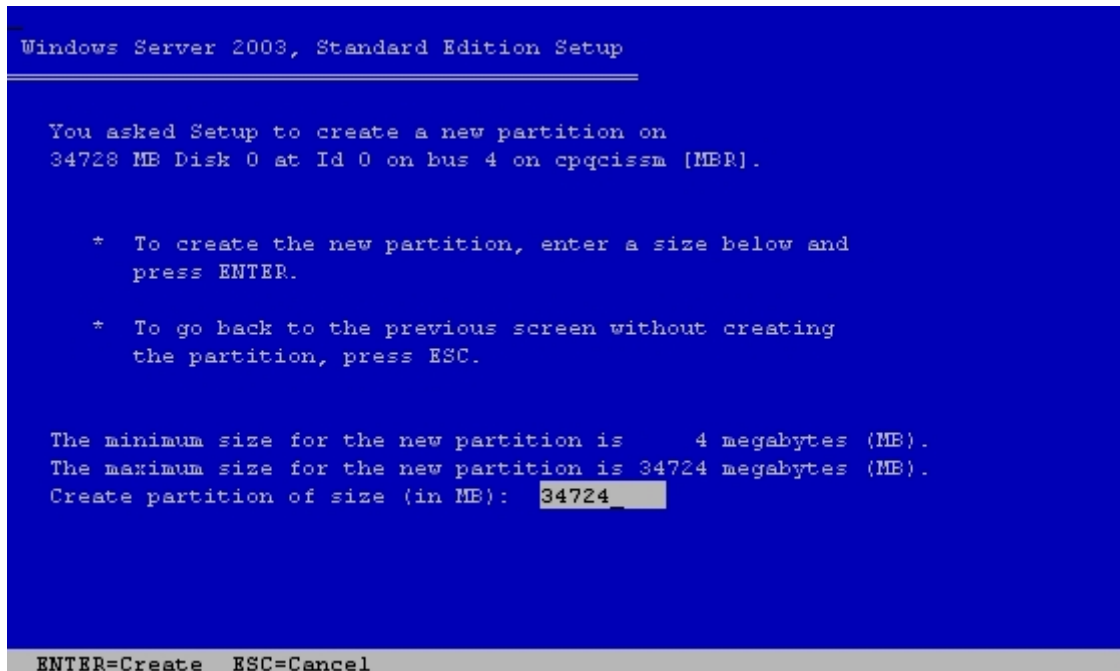 Windows Server 2003, Standard Edition Setup
You asked Setup to create a new partition on
34728 MB Disk 0 at Id 0 on bus 4 on cpqcissm [MBR].
* To create the new partition, enter a size below and
press ENTER.
* To go back to the previous screen without creating
the partition, press ESC.
The minimum size for the new partition is 4 megabytes (MB).
The maximum size for the new partition is 34724 megabytes (MB).
Create partition of size (in MB): 34724_
ENTER=Create ESC=Cancel